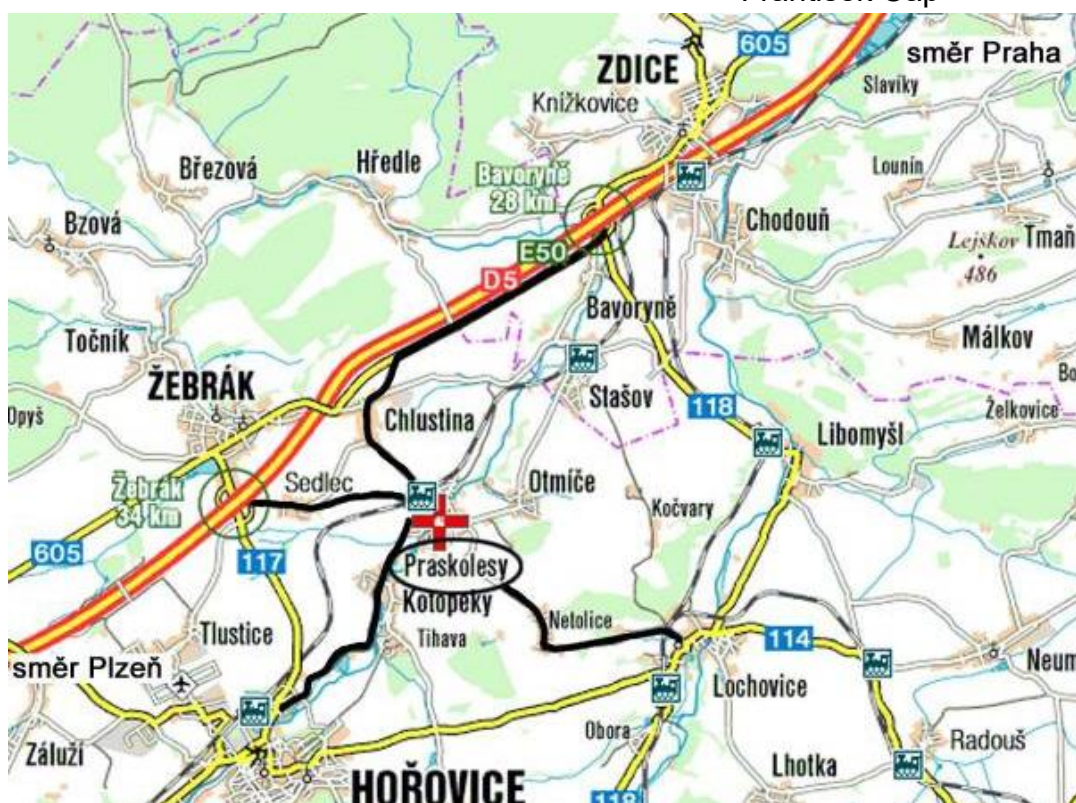 605
směr Praha
ZDICE
Slavíky
Knížkovice
Březová
Hředle
Bavoryně
28 km
Lounín
Bzová
Chodouň
Lejškov
486
Tmaň
E50
D5
Bavoryně
Točník
Málkov
ŽEBRÁK
Stašov
Opyš
Chlustina
118
Želkovice
Libomyšl
Žebrák
34 km
Sedlec
Otmíče
Kočvary
605
117
Praskolesy
Kotopeky
Netolice
Tlustice
Tihava
114
směr Plzeň
Neum
Lochovice
Záluží
Obora
Radouš
Lhotka
HOŘOVICE
118